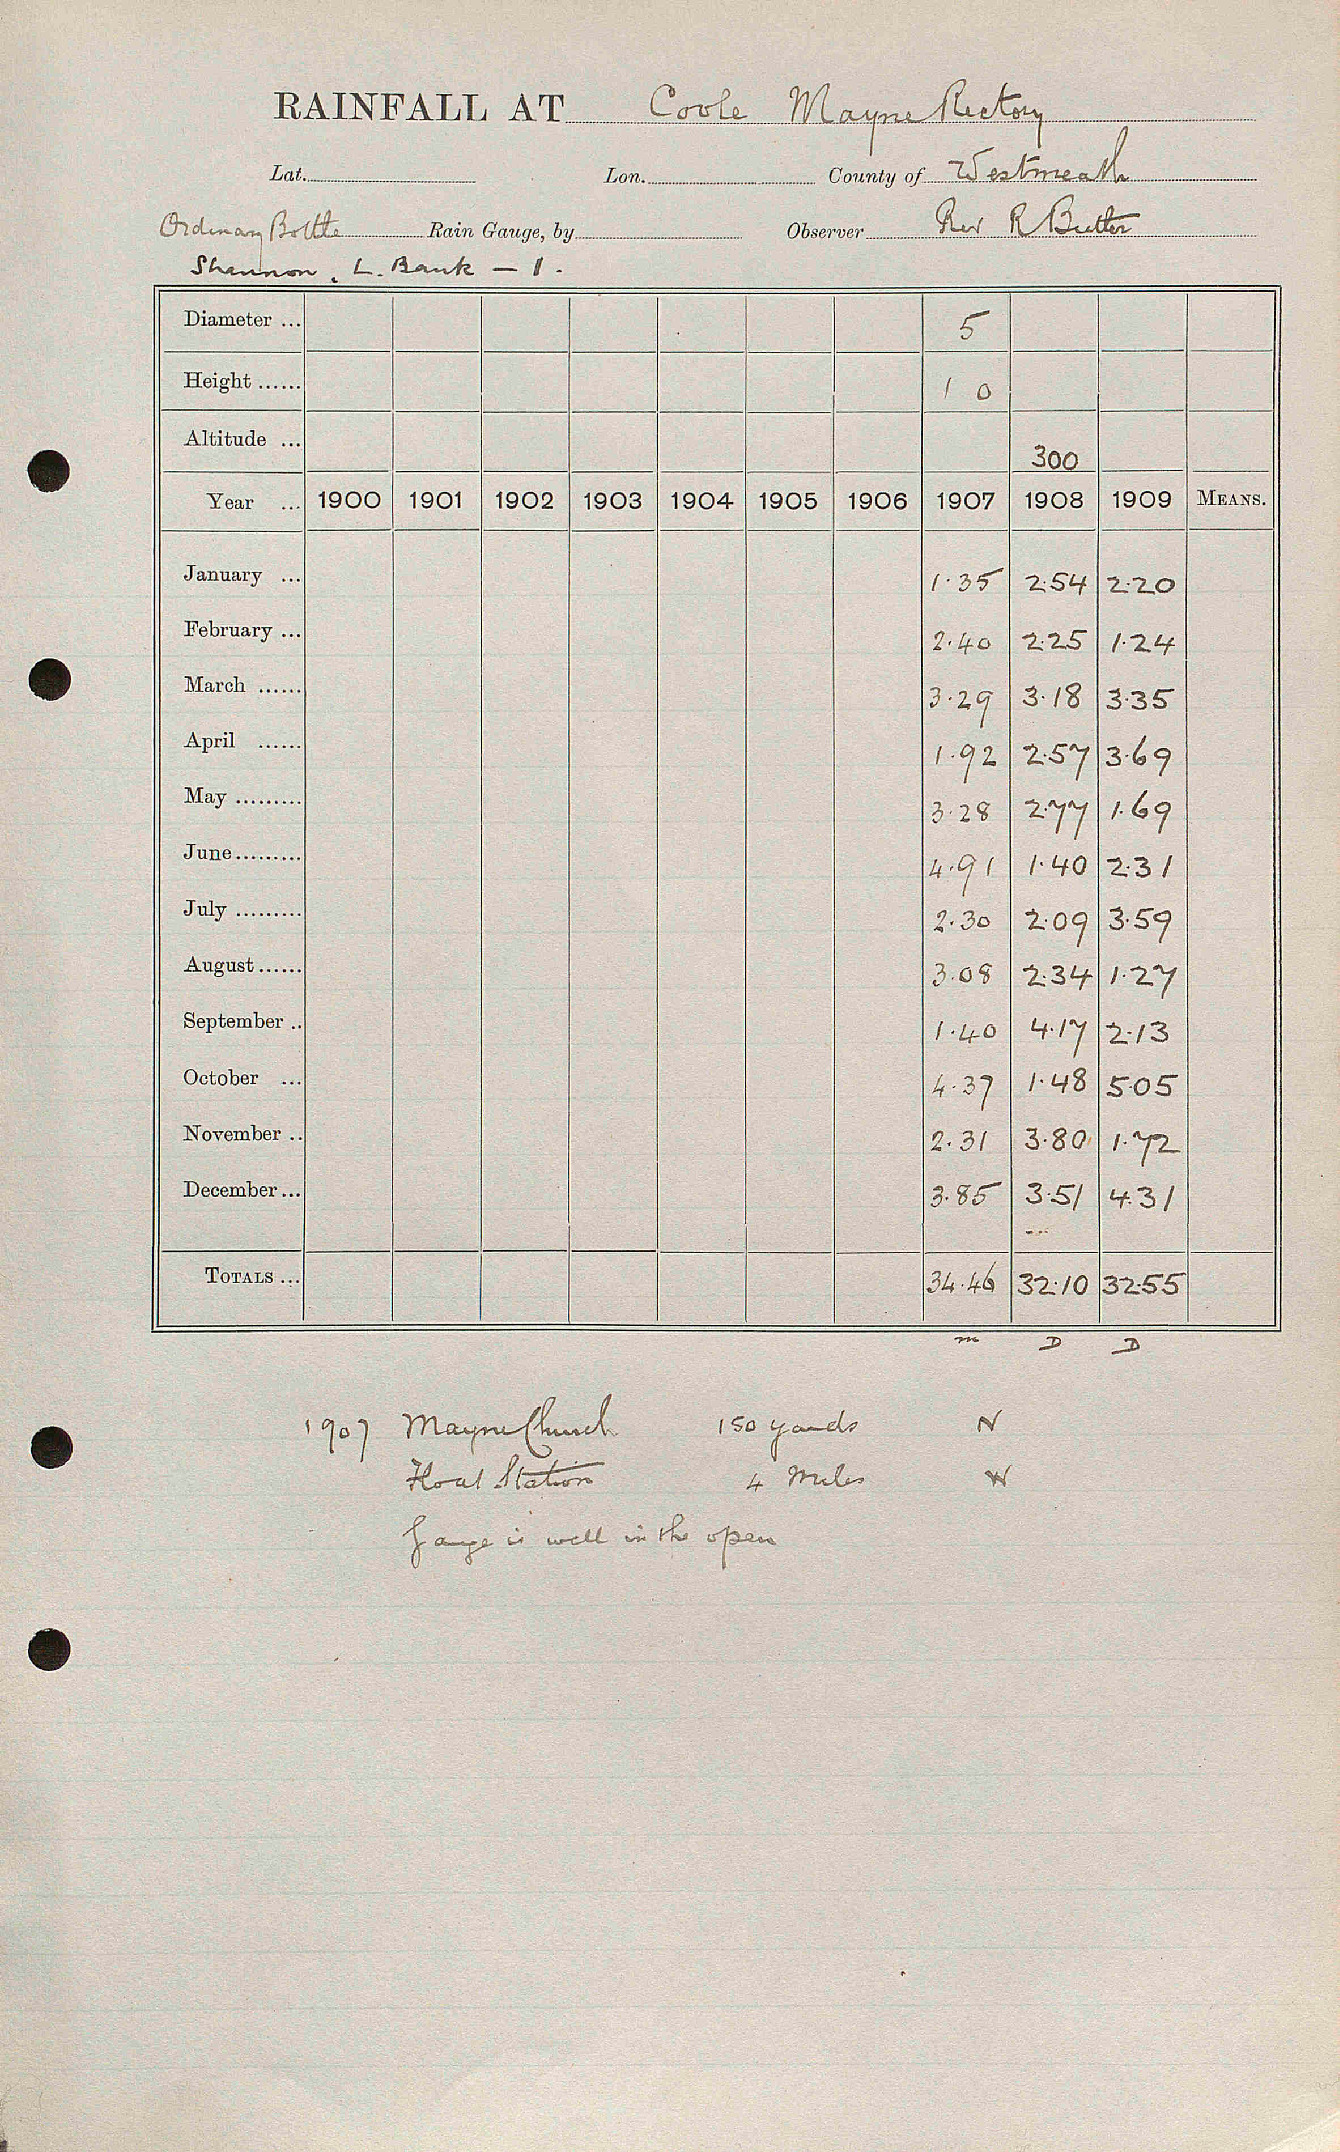 RAINFALL AT Coole Mayne Rectory
Lat. Lon. County of Westmeath
Ordinary Bottle Rain Gauge, by Observer Rev R Butler
Shannon, L. Bank – 1.
Diameter ... 5
Height ...... 1 0
Altitude ... 300
Year ... 1900 1901 1902 1903 1904 1905 1906 1907 1908 1909 MEANS.
January ... 1.35 2.54 2.20
February ... 2.40 2.25 1.24
March ...... 3.29 3.18 3.35
April ...... 1.92 2.57 3.69
May ......... 3.28 2.77 1.69
June......... 4.91 1.40 2.31
July ......... 2.30 2.09 3.59
August...... 3.08 2.34 1.27
September .. 1.40 4.17 2.13
October ... 4.37 1.48 5.05
November .. 2.31 3.80 1.72
December... 3.85 3.51 4.31
TOTALS ... 34.46 32.10 32.55
m D D
1907 Mayne Church 150 yards N
Float Station 4 Miles W
Gauge is well in the open